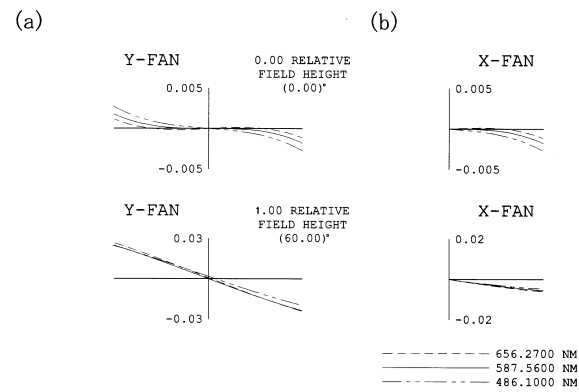 (a)
(b)
Y-FAN
0.00 RELATIVE
FIELD HEIGHT
(0.00)°
X-FAN
0.005
-0.005
0.005
-0.005
Y-FAN
1.00 RELATIVE
FIELD HEIGHT
(60.00)°
X-FAN
0.03
-0.03
0.02
-0.02
656.2700 NM
587.5600 NM
486.1000 NM